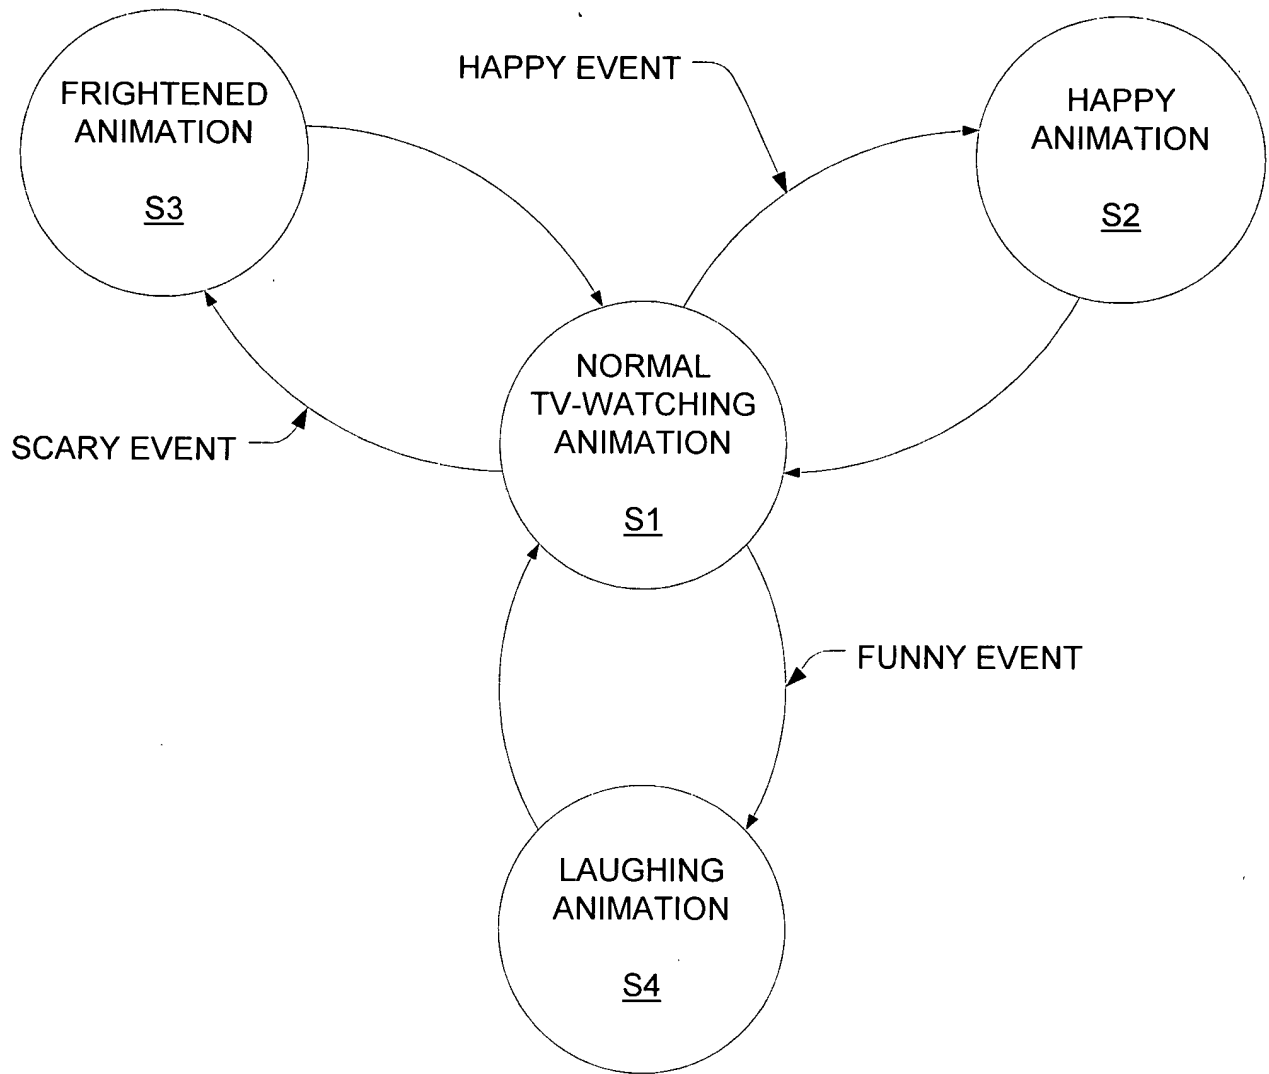 FRIGHTENED
ANIMATION
S3
HAPPY EVENT
HAPPY
ANIMATION
S2
NORMAL
TV-WATCHING
ANIMATION
S1
SCARY EVENT
FUNNY EVENT
LAUGHING
ANIMATION
S4